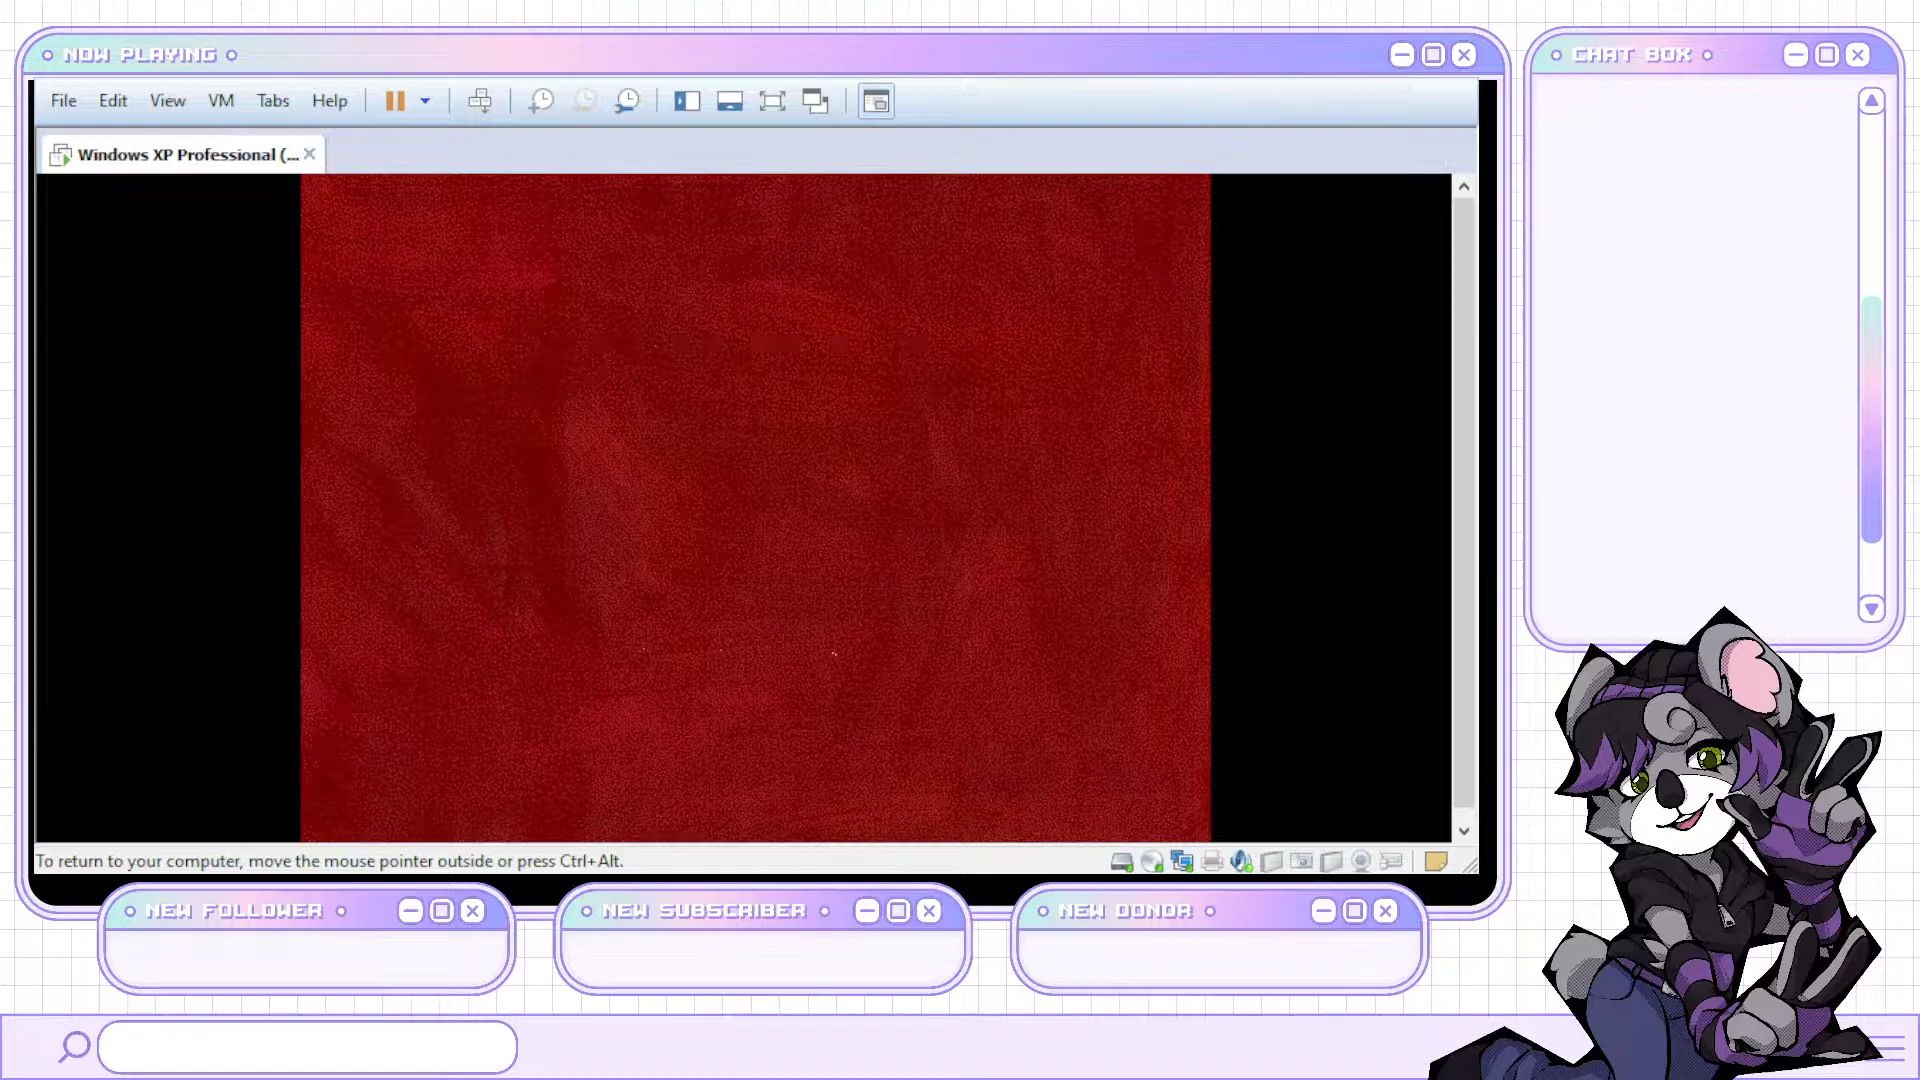 NOW PLAYING
CHAT BOX
File Edit View VM Tabs Help
Windows XP Professional (...
To return to your computer, move the mouse pointer outside or press Ctrl+Alt.
NEW FOLLOWER
NEW SUBSCRIBER
NEW DONOR